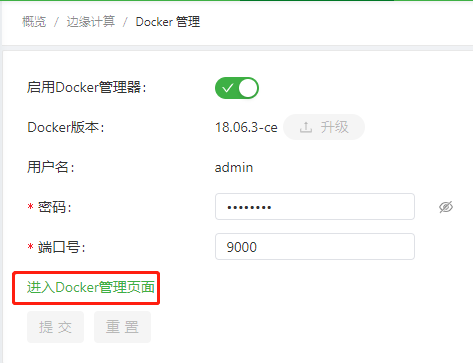 概览 / 边缘计算 / Docker 管理
启用Docker管理器:
Docker版本: 18.06.3-ce 升级
用户名: admin
* 密码: ••••••••
* 端口号: 9000
进入Docker管理页面
提 交 重 置